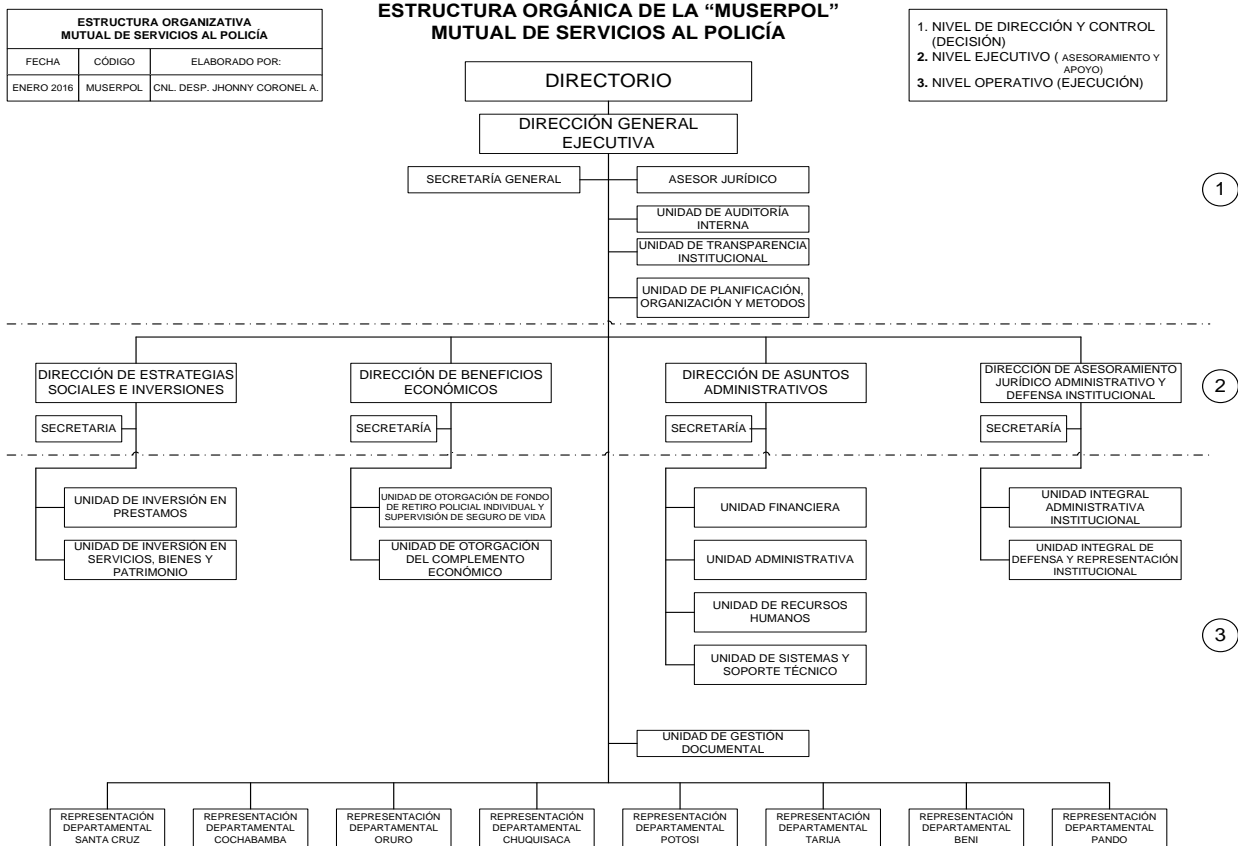 ESTRUCTURA ORGANIZATIVA
MUTUAL DE SERVICIOS AL POLICÍA
FECHA
CÓDIGO
ELABORADO POR:
ENERO 2016
MUSERPOL
CNL. DESP. JHONNY CORONEL A.
ESTRUCTURA ORGÁNICA DE LA “MUSERPOL”
MUTUAL DE SERVICIOS AL POLICÍA
1. NIVEL DE DIRECCIÓN Y CONTROL
(DECISIÓN)
2. NIVEL EJECUTIVO ( ASESORAMIENTO Y
APOYO)
3. NIVEL OPERATIVO (EJECUCIÓN)
DIRECTORIO
DIRECCIÓN GENERAL
EJECUTIVA
SECRETARÍA GENERAL
ASESOR JURÍDICO
1
UNIDAD DE AUDITORÍA
INTERNA
UNIDAD DE TRANSPARENCIA
INSTITUCIONAL
UNIDAD DE PLANIFICACIÓN,
ORGANIZACIÓN Y METODOS
DIRECCIÓN DE ESTRATEGIAS
SOCIALES E INVERSIONES
DIRECCIÓN DE BENEFICIOS
ECONÓMICOS
DIRECCIÓN DE ASUNTOS
ADMINISTRATIVOS
DIRECCIÓN DE ASESORAMIENTO
JURÍDICO ADMINISTRATIVO Y
DEFENSA INSTITUCIONAL
2
SECRETARIA
SECRETARÍA
SECRETARÍA
SECRETARÍA
UNIDAD DE INVERSIÓN EN
PRESTAMOS
UNIDAD DE OTORGACIÓN DE FONDO
DE RETIRO POLICIAL INDIVIDUAL Y
SUPERVISIÓN DE SEGURO DE VIDA
UNIDAD FINANCIERA
UNIDAD INTEGRAL
ADMINISTRATIVA
INSTITUCIONAL
UNIDAD DE INVERSIÓN EN
SERVICIOS, BIENES Y
PATRIMONIO
UNIDAD DE OTORGACIÓN
DEL COMPLEMENTO
ECONÓMICO
UNIDAD ADMINISTRATIVA
UNIDAD INTEGRAL DE
DEFENSA Y REPRESENTACIÓN
INSTITUCIONAL
UNIDAD DE RECURSOS
HUMANOS
3
UNIDAD DE SISTEMAS Y
SOPORTE TÉCNICO
UNIDAD DE GESTIÓN
DOCUMENTAL
REPRESENTACIÓN
DEPARTAMENTAL
SANTA CRUZ
REPRESENTACIÓN
DEPARTAMENTAL
COCHABAMBA
REPRESENTACIÓN
DEPARTAMENTAL
ORURO
REPRESENTACIÓN
DEPARTAMENTAL
CHUQUISACA
REPRESENTACIÓN
DEPARTAMENTAL
POTOSI
REPRESENTACIÓN
DEPARTAMENTAL
TARIJA
REPRESENTACIÓN
DEPARTAMENTAL
BENI
REPRESENTACIÓN
DEPARTAMENTAL
PANDO